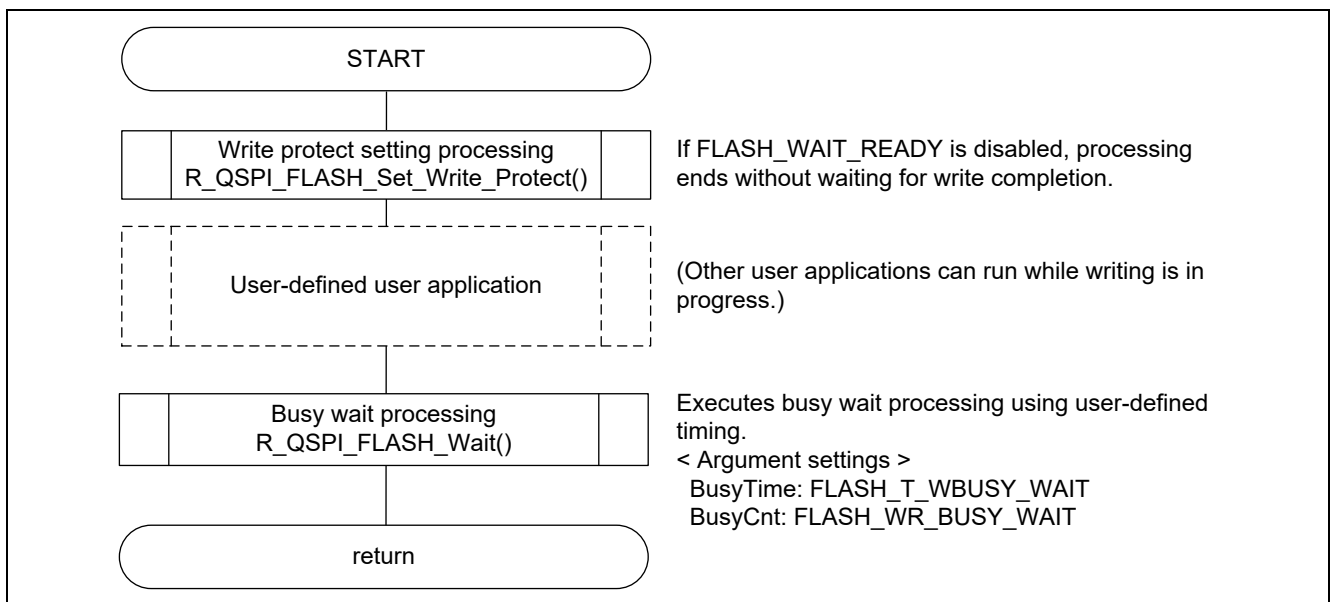 START
Write protect setting processing
R_QSPI_FLASH_Set_Write_Protect()
If FLASH_WAIT_READY is disabled, processing
ends without waiting for write completion.
User-defined user application
(Other user applications can run while writing is in
progress.)
Busy wait processing
R_QSPI_FLASH_Wait()
Executes busy wait processing using user-defined
timing.
< Argument settings >
BusyTime: FLASH_T_WBUSY_WAIT
BusyCnt: FLASH_WR_BUSY_WAIT
return